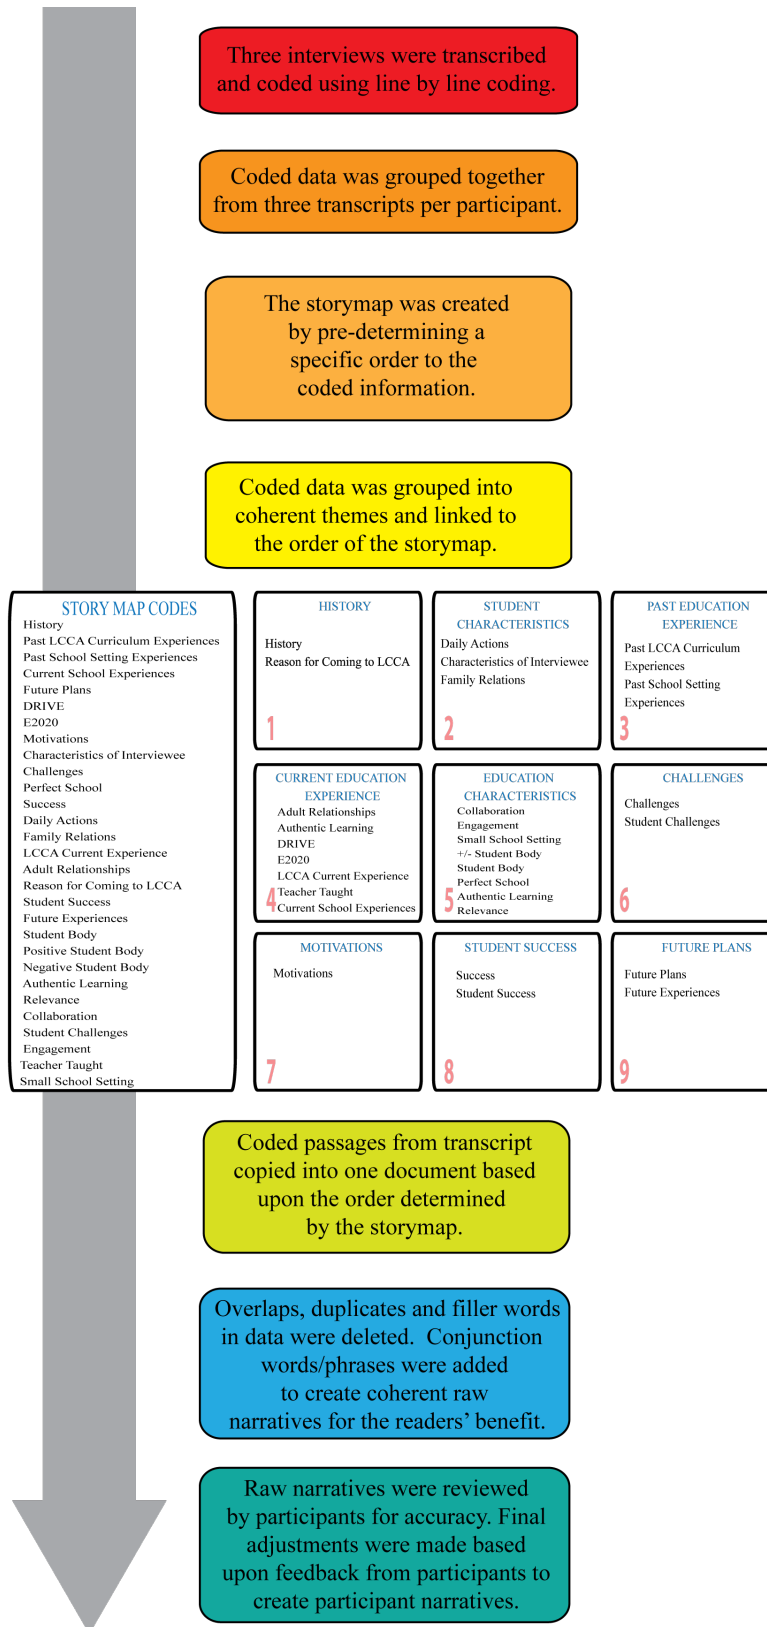 Three interviews were transcribed
and coded using line by line coding.
Coded data was grouped together
from three transcripts per participant.
The storymap was created
by pre-determining a
specific order to the
coded information.
Coded data was grouped into
coherent themes and linked to
the order of the storymap.
STORY MAP CODES
History
Past LCCA Curriculum Experiences
Past School Setting Experiences
Current School Experiences
Future Plans
DRIVE
E2020
Motivations
Characteristics of Interviewee
Challenges
Perfect School
Success
Daily Actions
Family Relations
LCCA Current Experience
Adult Relationships
Reason for Coming to LCCA
Student Success
Future Experiences
Student Body
Positive Student Body
Negative Student Body
Authentic Learning
Relevance
Collaboration
Student Challenges
Engagement
Teacher Taught
Small School Setting
HISTORY
History
Reason for Coming to LCCA
1
STUDENT
CHARACTERISTICS
Daily Actions
Characteristics of Interviewee
Family Relations
2
PAST EDUCATION
EXPERIENCE
Past LCCA Curriculum
Experiences
Past School Setting
Experiences
3
CURRENT EDUCATION
EXPERIENCE
Adult Relationships
Authentic Learning
DRIVE
E2020
LCCA Current Experience
Teacher Taught
Current School Experiences
4
EDUCATION
CHARACTERISTICS
Collaboration
Engagement
Small School Setting
+/- Student Body
Student Body
Perfect School
Authentic Learning
Relevance
5
CHALLENGES
Challenges
Student Challenges
6
MOTIVATIONS
Motivations
7
STUDENT SUCCESS
Success
Student Success
8
FUTURE PLANS
Future Plans
Future Experiences
9
Coded passages from transcript
copied into one document based
upon the order determined
by the storymap.
Overlaps, duplicates and filler words
in data were deleted.  Conjunction
words/phrases were added
to create coherent raw
narratives for the readers’ benefit.
Raw narratives were reviewed
by participants for accuracy. Final
adjustments were made based
upon feedback from participants to
create participant narratives.